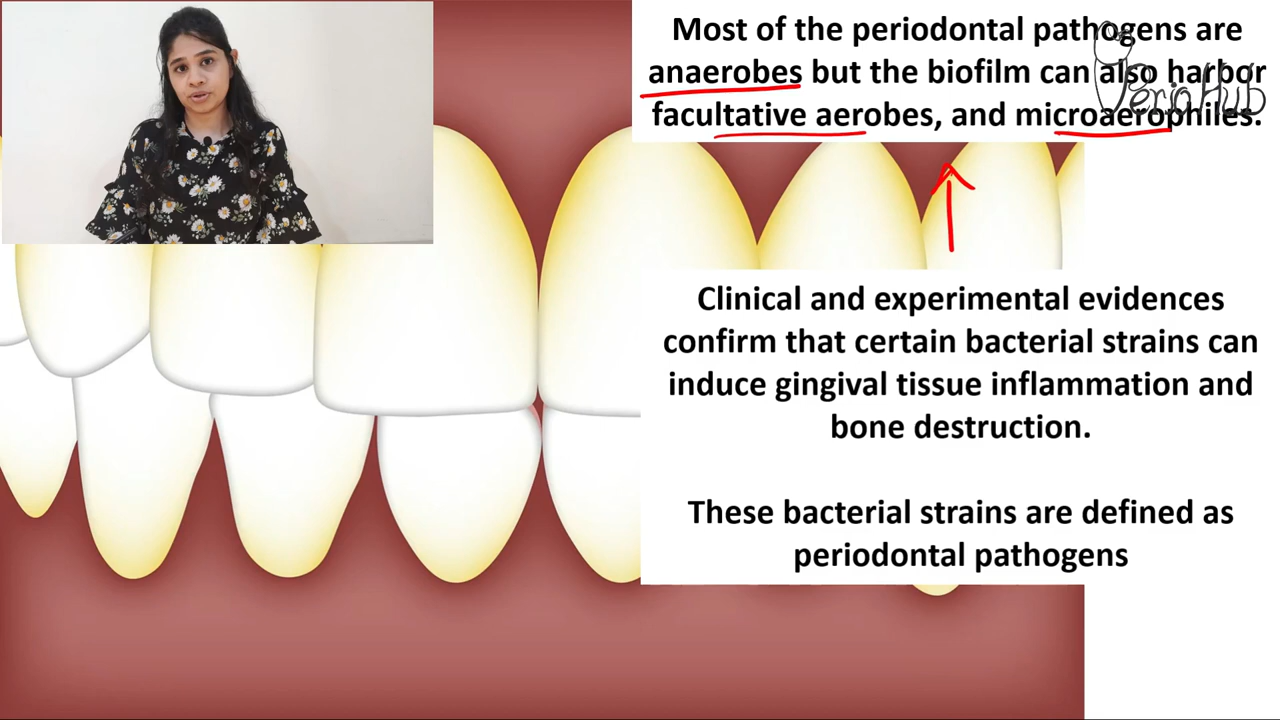 Most of the periodontal pathogens are
anaerobes but the biofilm can also harbor
facultative aerobes, and microaerophiles.
PerioHub
Clinical and experimental evidences
confirm that certain bacterial strains can
induce gingival tissue inflammation and
bone destruction.
These bacterial strains are defined as
periodontal pathogens